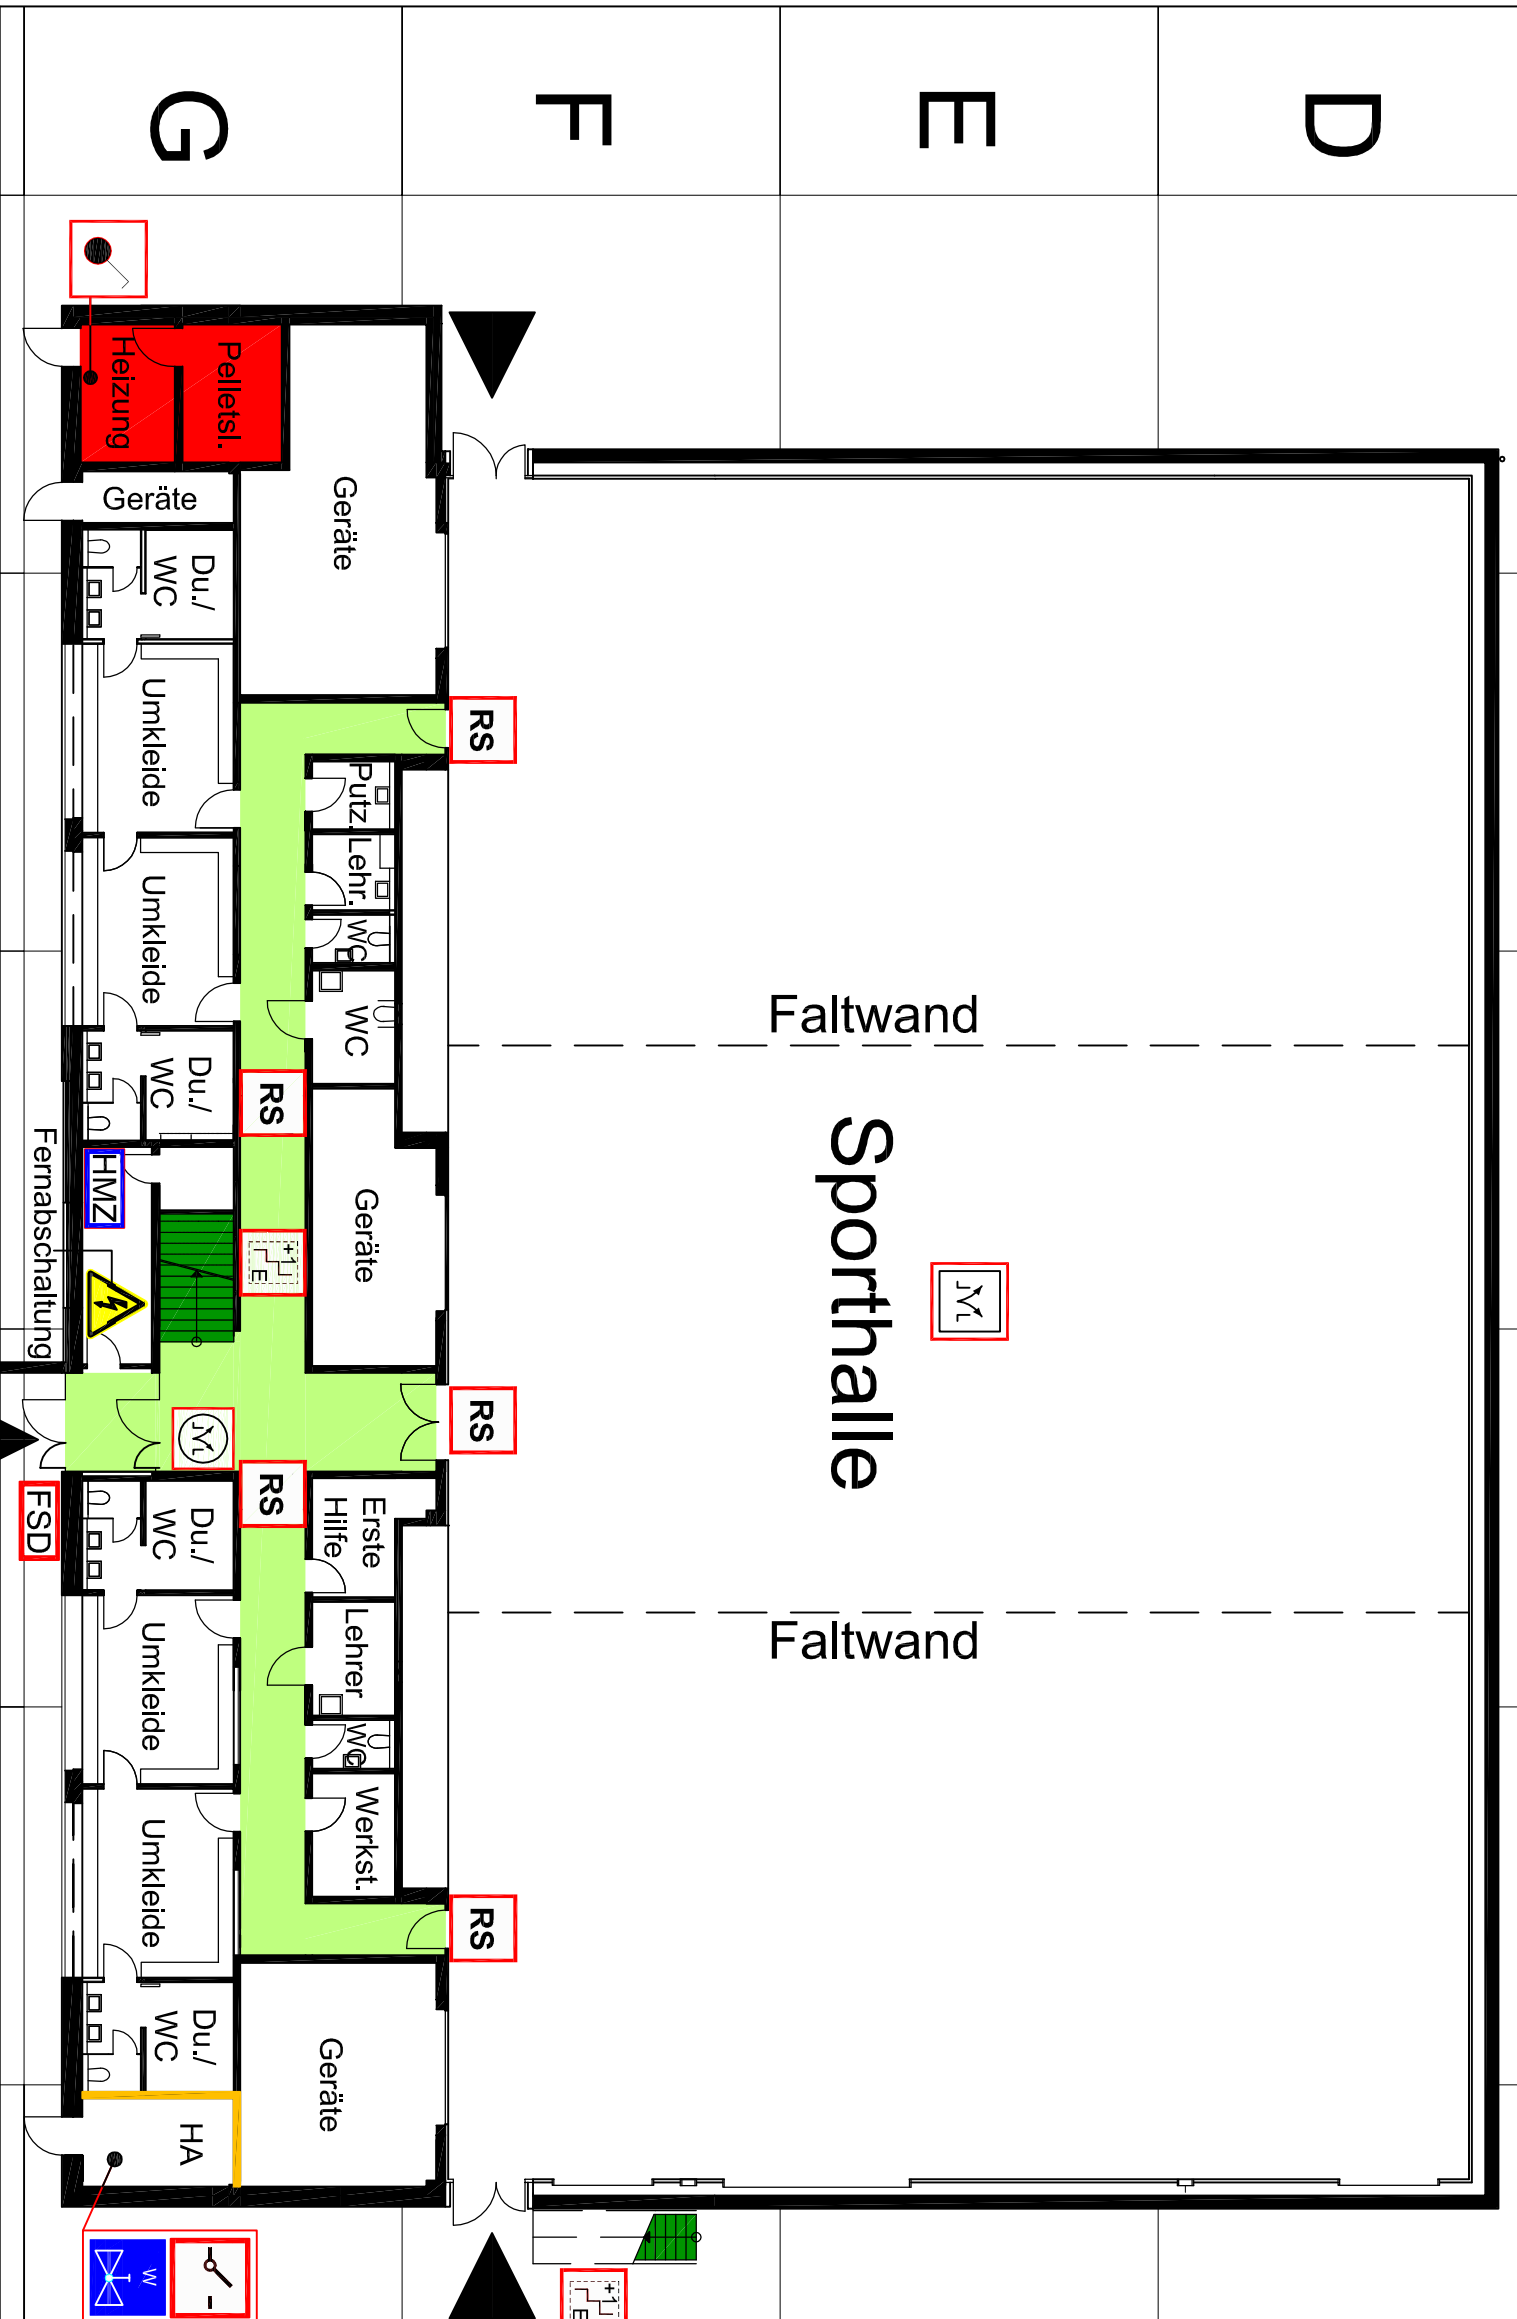 G
F
E
D
Heizung
Pelletsl.
Geräte
Geräte
Du./
WC
Umkleide
RS
Putz.
Lehr.
WC
Umkleide
WC
Faltwand
Du./
WC
RS
Fernabschaltung
HMZ
+1
E
Geräte
Sporthalle
RS
RS
FSD
Du./
WC
Erste
Hilfe
Faltwand
Umkleide
Lehrer
WC
Umkleide
Werkst.
RS
Du./
WC
Geräte
HA
W
+1
E